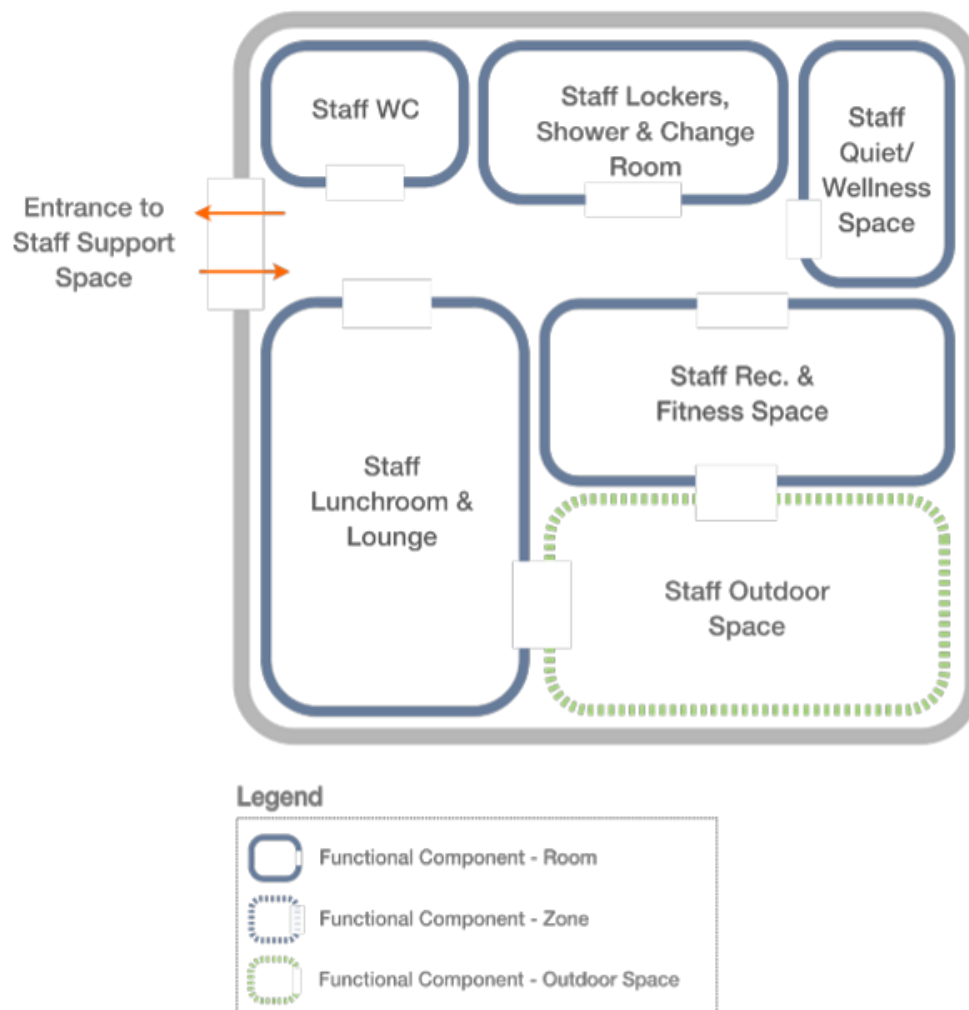 Staff WC
Staff Lockers,
Shower & Change
Room
Staff
Quiet/
Wellness
Space
Entrance to
Staff Support
Space
Staff Rec. &
Fitness Space
Staff
Lunchroom &
Lounge
Staff Outdoor
Space
Legend
Functional Component - Room
Functional Component - Zone
Functional Component - Outdoor Space